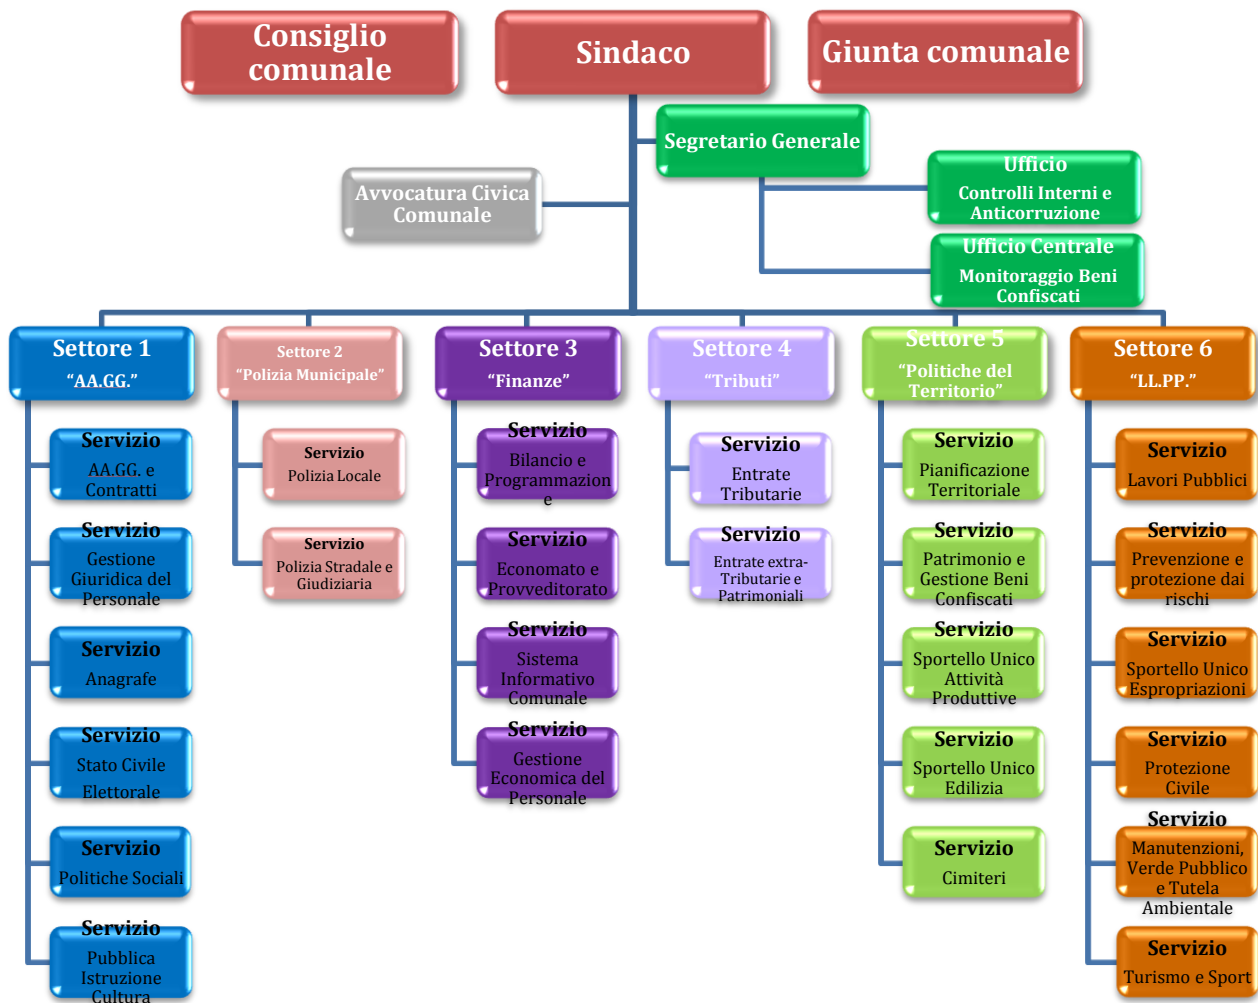 Consiglio
comunale
Sindaco
Giunta comunale
Segretario Generale
Avvocatura Civica
Comunale
Ufficio
Controlli Interni e
Anticorruzione
Ufficio Centrale
Monitoraggio Beni
Confiscati
Settore 1
“AA.GG.”
Servizio
AA.GG. e
Contratti
Servizio
Gestione
Giuridica del
Personale
Servizio
Anagrafe
Servizio
Stato Civile
Elettorale
Servizio
Politiche Sociali
Servizio
Pubblica
Istruzione
Cultura
Settore 2
“Polizia Municipale”
Servizio
Polizia Locale
Servizio
Polizia Stradale e
Giudiziaria
Settore 3
“Finanze”
Servizio
Bilancio e
Programmazion
e
Servizio
Economato e
Provveditorato
Servizio
Sistema
Informativo
Comunale
Servizio
Gestione
Economica del
Personale
Settore 4
“Tributi”
Servizio
Entrate
Tributarie
Servizio
Entrate extra-
Tributarie e
Patrimoniali
Settore 5
“Politiche del
Territorio”
Servizio
Pianificazione
Territoriale
Servizio
Patrimonio e
Gestione Beni
Confiscati
Servizio
Sportello Unico
Attività
Produttive
Servizio
Sportello Unico
Edilizia
Servizio
Cimiteri
Settore 6
“LL.PP.”
Servizio
Lavori Pubblici
Servizio
Prevenzione e
protezione dai
rischi
Servizio
Sportello Unico
Espropriazioni
Servizio
Protezione
Civile
Servizio
Manutenzioni,
Verde Pubblico
e Tutela
Ambientale
Servizio
Turismo e Sport